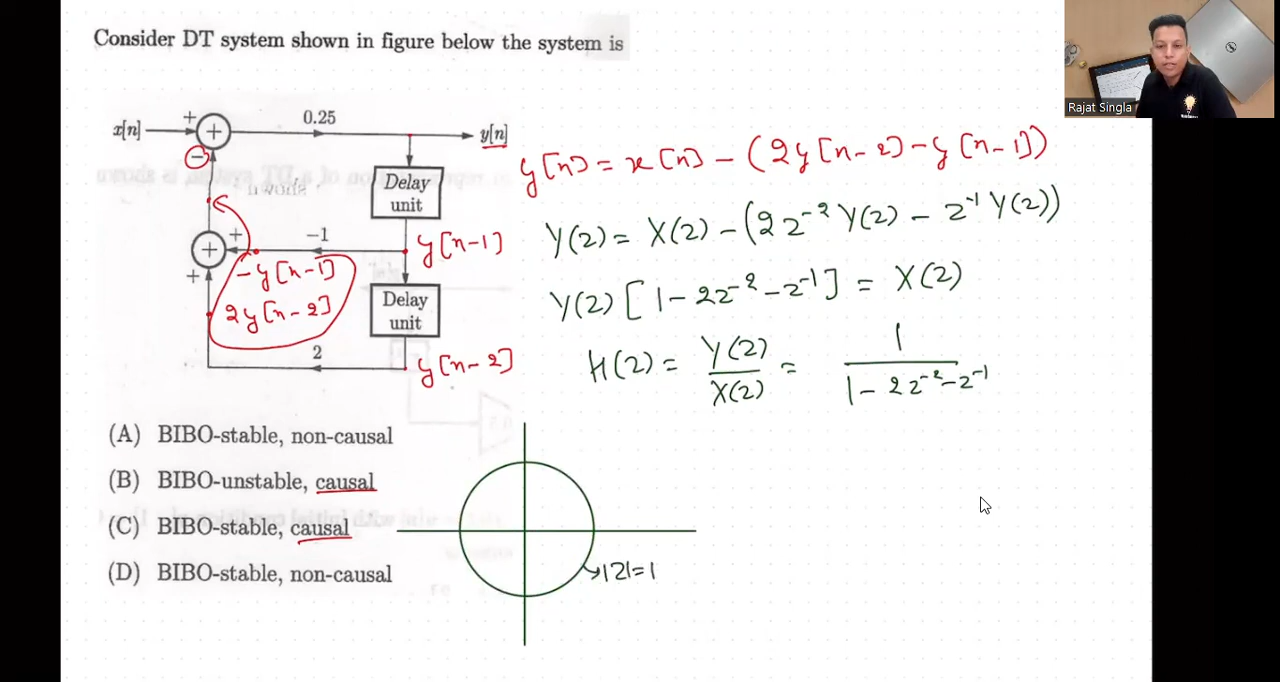 Consider DT system shown in figure below the system is
Rajat Singla
x[n]
+
+
0.25
y[n]
−
Delay
unit
y[n-1]
+
−1
+
+
-y[n-1]
2y[n-2]
Delay
unit
2
y[n-2]
y[n] = x[n] - (2y[n-2] - y[n-1])
Y(z) = X(z) - (2z⁻² Y(z) - z⁻¹ Y(z))
Y(z) [1 - 2z⁻² - z⁻¹] = X(z)
H(z) = Y(z)/X(z) = 1/(1 - 2z⁻² - z⁻¹)
(A) BIBO-stable, non-causal
(B) BIBO-unstable, causal
(C) BIBO-stable, causal
(D) BIBO-stable, non-causal
|z|=1